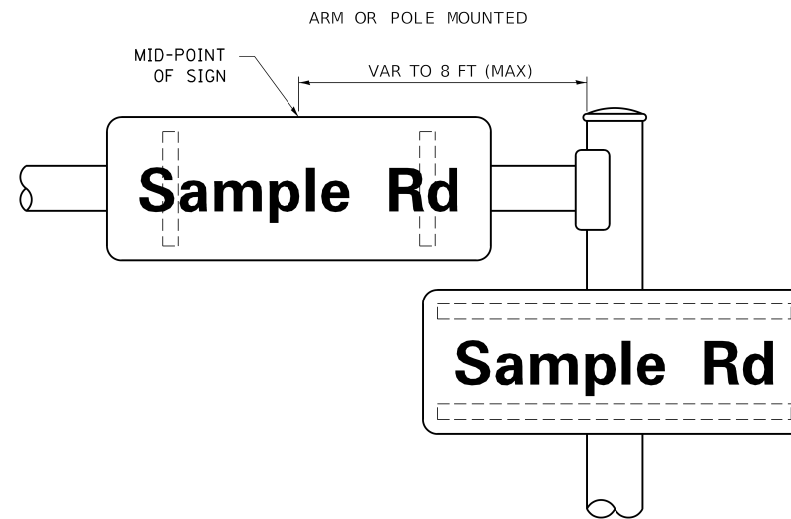 ARM OR POLE MOUNTED
MID-POINT
OF SIGN
VAR TO 8 FT (MAX)
Sample Rd
Sample Rd